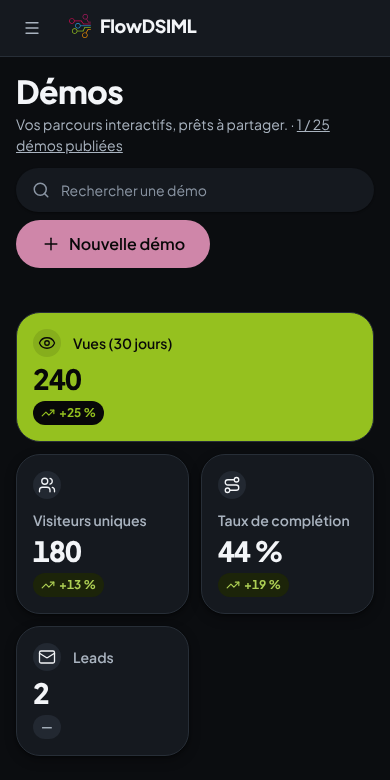 FlowDSIML
Démos
Vos parcours interactifs, prêts à partager. · 1 / 25
démos publiées
Rechercher une démo
Nouvelle démo
Vues (30 jours)
240
+25 %
Visiteurs uniques
180
+13 %
Taux de complétion
44 %
+19 %
Leads
2
—